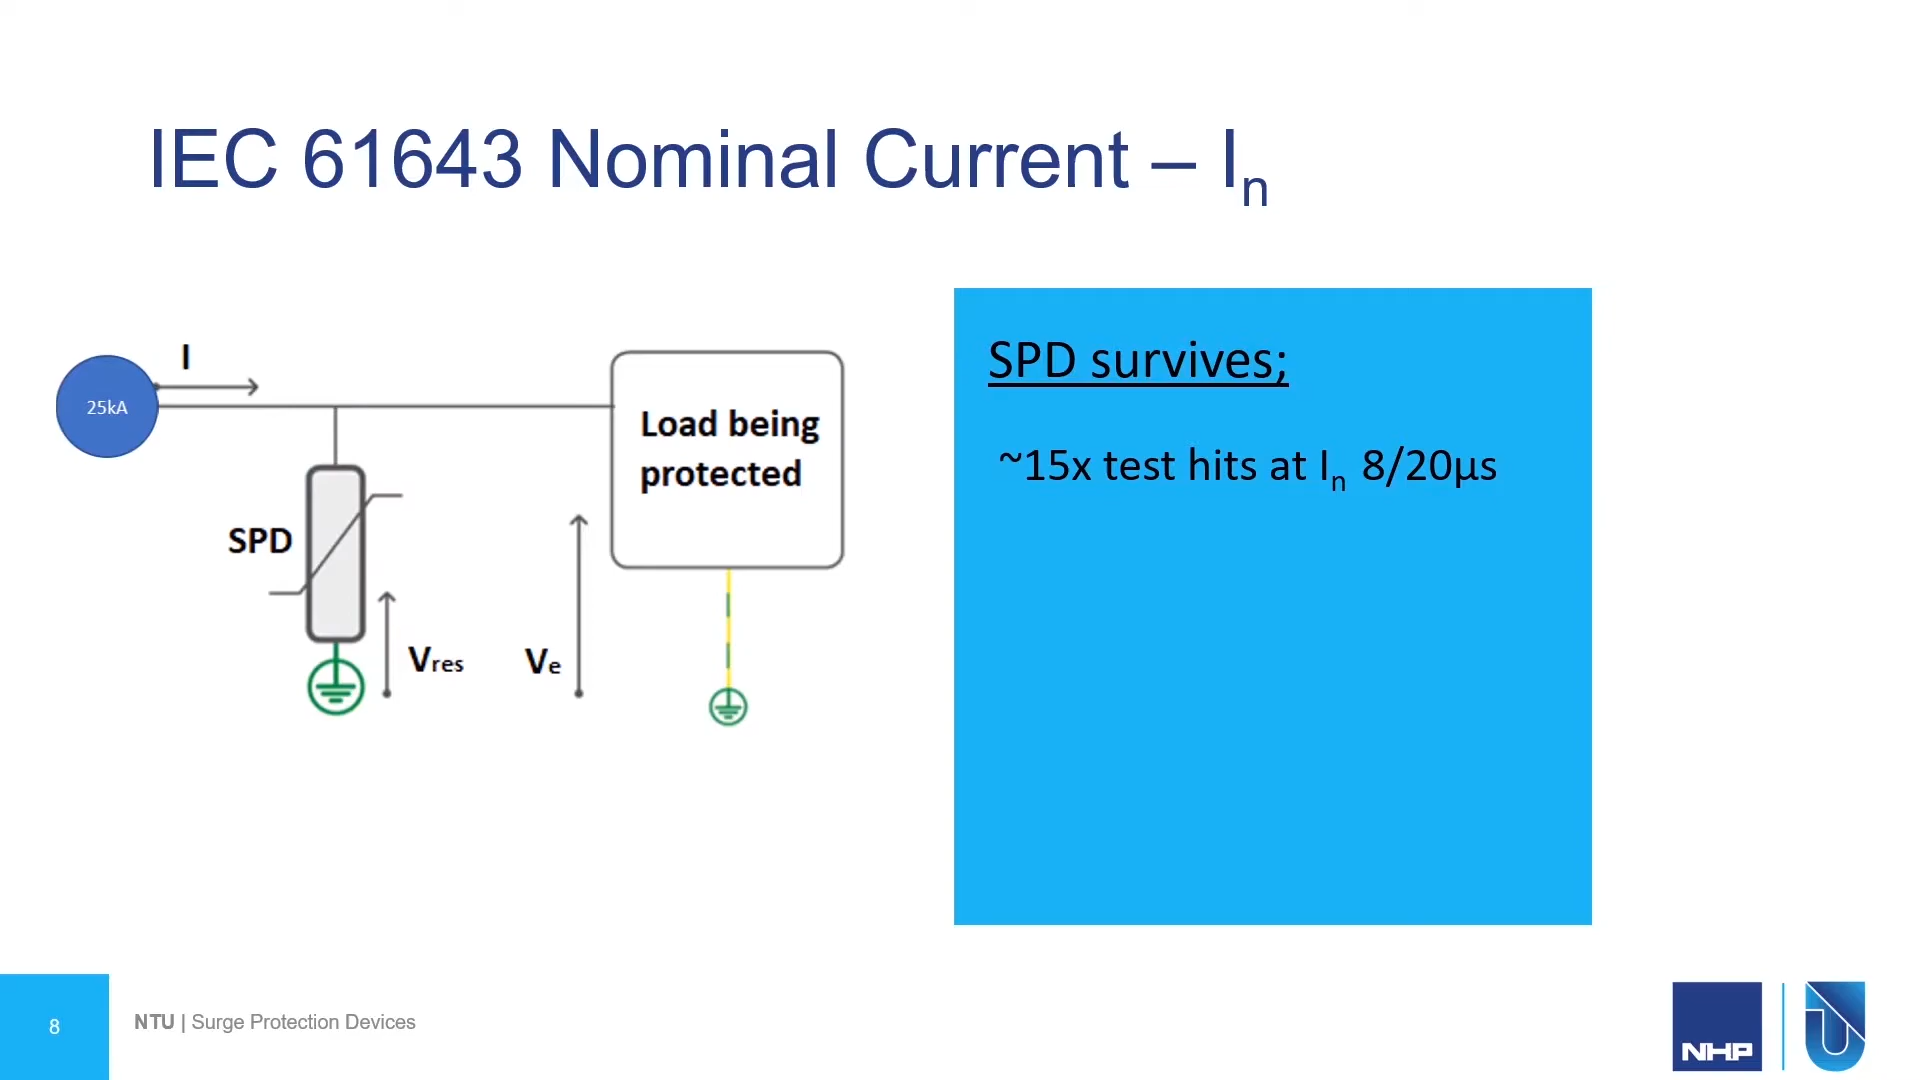 IEC 61643 Nominal Current – In
I
25kA
Load being
protected
SPD
Vres
Ve
SPD survives;
~15x test hits at In 8/20µs
8
NTU | Surge Protection Devices
NHP